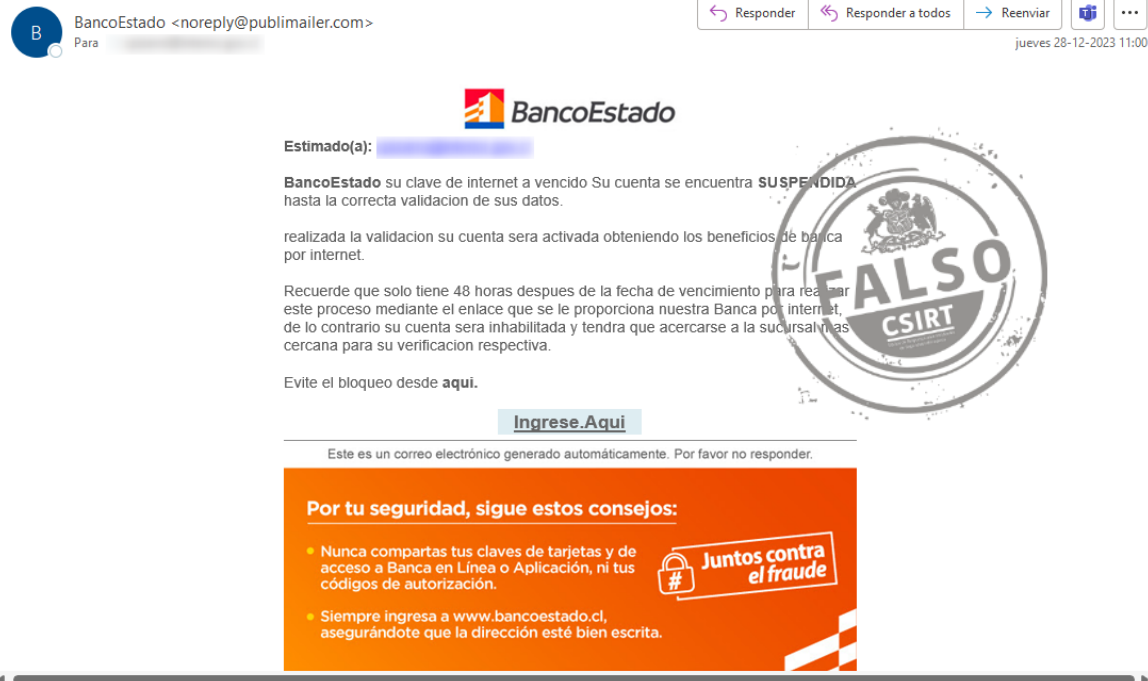 B
BancoEstado <noreply@publimailer.com>
Para
Responder
Responder a todos
Reenviar
jueves 28-12-2023 11:00
BancoEstado
Estimado(a):
BancoEstado su clave de internet a vencido Su cuenta se encuentra SUSPENDIDA
hasta la correcta validacion de sus datos.
realizada la validacion su cuenta sera activada obteniendo los beneficios de banca
por internet.
Recuerde que solo tiene 48 horas despues de la fecha de vencimiento para realizar
este proceso mediante el enlace que se le proporciona nuestra Banca por internet,
de lo contrario su cuenta sera inhabilitada y tendra que acercarse a la sucursal mas
cercana para su verificacion respectiva.
FALSO
CSIRT
Evite el bloqueo desde aqui.
Ingrese.Aqui
Este es un correo electrónico generado automáticamente. Por favor no responder.
Por tu seguridad, sigue estos consejos:
Nunca compartas tus claves de tarjetas y de
acceso a Banca en Línea o Aplicación, ni tus
códigos de autorización.
Siempre ingresa a www.bancoestado.cl,
asegurándote que la dirección esté bien escrita.
#
Juntos contra
el fraude